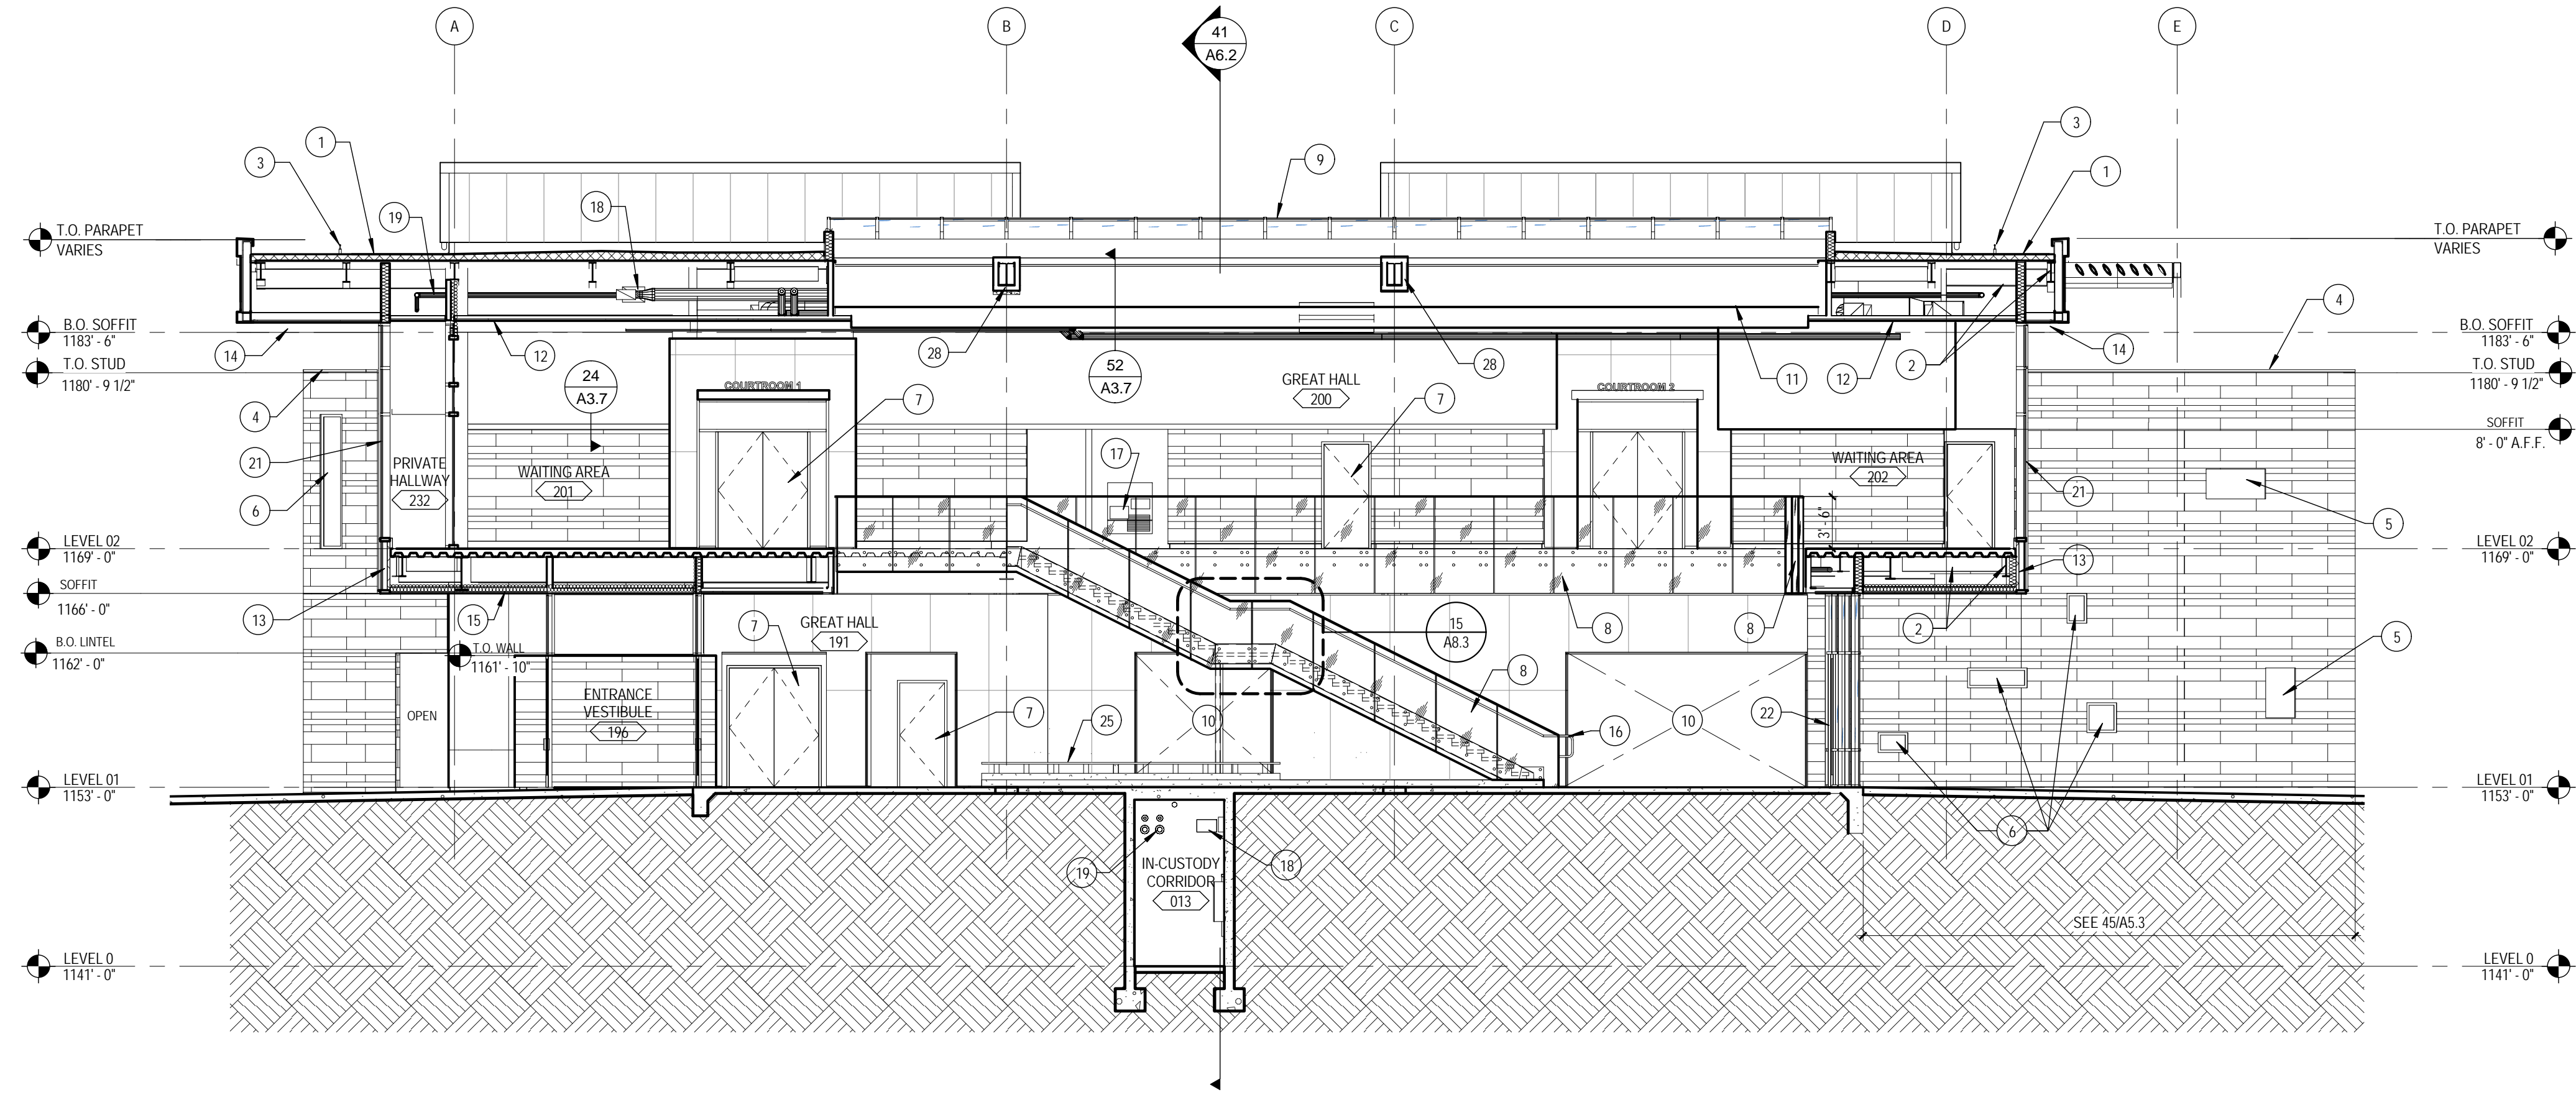 A
B
41
A6.2
C
D
E
3
1
3
1
9
19
18
T.O. PARAPET
VARIES
T.O. PARAPET
VARIES
4
B.O. SOFFIT
1183' - 6"
B.O. SOFFIT
1183' - 6"
14
12
28
28
11
12
2
14
T.O. STUD
1180' - 9 1/2"
24
A3.7
COURTROOM 1
52
A3.7
GREAT HALL
200
COURTROOM 2
T.O. STUD
1180' - 9 1/2"
4
7
7
SOFFIT
8' - 0" A.F.F.
21
PRIVATE
HALLWAY
232
WAITING AREA
201
17
WAITING AREA
202
21
6
5
3' - 6"
LEVEL 02
1169' - 0"
LEVEL 02
1169' - 0"
13
SOFFIT
1166' - 0"
13
15
7
GREAT HALL
191
15
A8.3
8
8
2
5
B.O. LINTEL
1162' - 0"
T.O. WALL
1161' - 10"
8
ENTRANCE
VESTIBULE
196
OPEN
7
25
10
16
10
22
LEVEL 01
1153' - 0"
LEVEL 01
1153' - 0"
6
19
IN-CUSTODY
CORRIDOR
013
18
SEE 45/A5.3
LEVEL 0
1141' - 0"
LEVEL 0
1141' - 0"